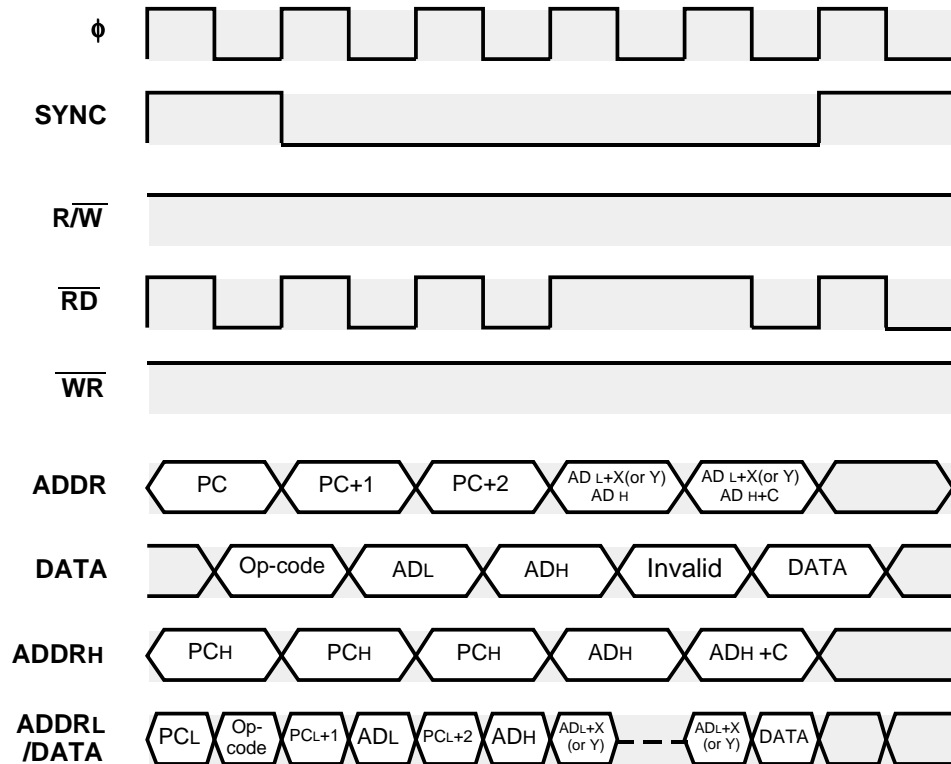 ϕ
SYNC
R/W̅
R̅D̅
W̅R̅
ADDR
PC
PC+1
PC+2
AD L+X(or Y)
AD H
AD L+X(or Y)
AD H+C
DATA
Op-code
ADL
ADH
Invalid
DATA
ADDRH
PCH
PCH
PCH
ADH
ADH +C
ADDRL
/DATA
PCL
Op-
code
PCL+1
ADL
PCL+2
ADH
ADL+X
(or Y)
ADL+X
(or Y)
DATA